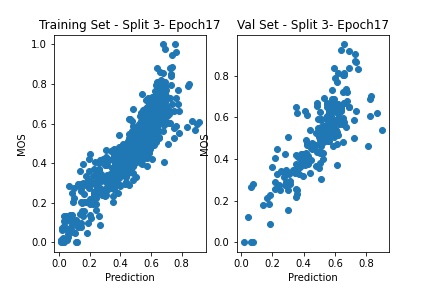 Training Set - Split 3- Epoch17
Val Set - Split 3- Epoch17
MOS
1.0
0.8
0.6
0.4
0.2
0.0
0.0 0.2 0.4 0.6 0.8
Prediction
MOS
0.8
0.6
0.4
0.2
0.0
0.0 0.2 0.4 0.6 0.8
Prediction